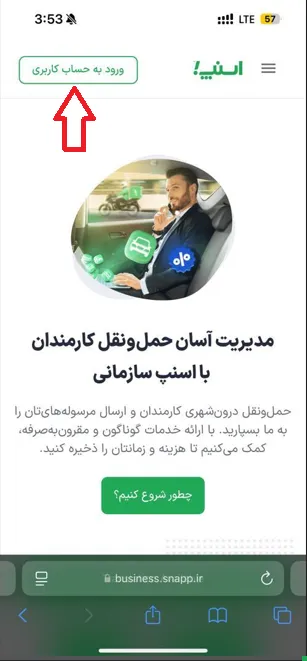 3:53
LTE
57
اسنپ!
ورود به حساب کاربری
%
مدیریت آسان حمل‌ونقل کارمندان
با اسنپ سازمانی
حمل‌ونقل درون‌شهری کارمندان و ارسال مرسوله‌های‌تان را
به ما بسپارید. با ارائه خدمات گوناگون و مقرون‌به‌صرفه،
کمک می‌کنیم تا هزینه و زمانتان را ذخیره کنید.
چطور شروع کنیم؟
business.snapp.ir